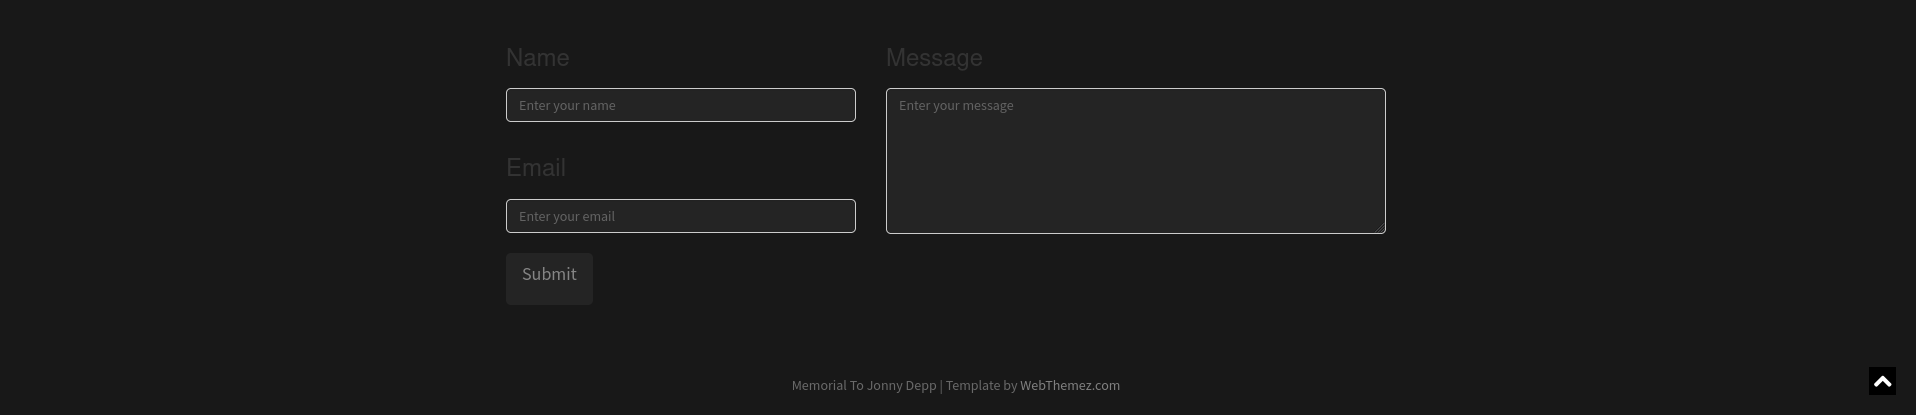 Name
Enter your name
Email
Enter your email
Submit
Message
Enter your message
Memorial To Jonny Depp | Template by WebThemez.com